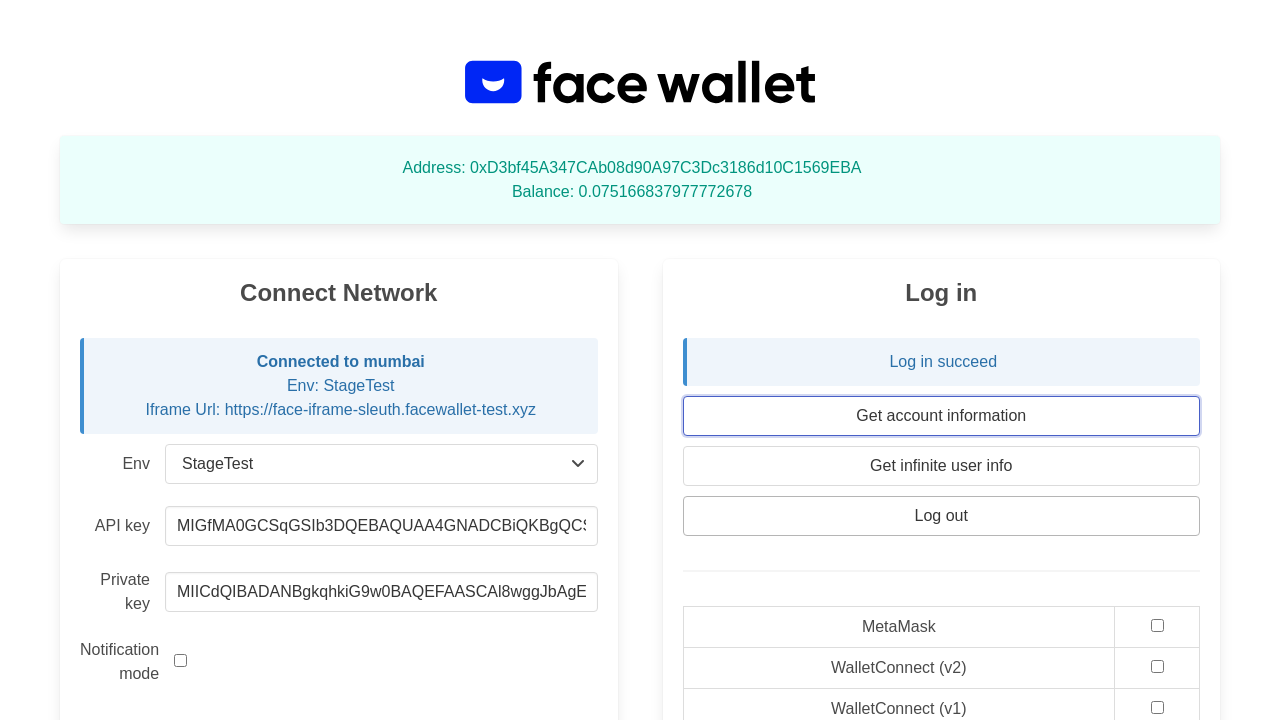 face wallet
Address: 0xD3bf45A347CAb08d90A97C3Dc3186d10C1569EBA
Balance: 0.075166837977772678
Connect Network
Connected to mumbai
Env: StageTest
Iframe Url: https://face-iframe-sleuth.facewallet-test.xyz
Env
StageTest
API key
MIGfMA0GCSqGSIb3DQEBAQUAA4GNADCBiQKBgQCS
Private
key
MIICdQIBADANBgkqhkiG9w0BAQEFAASCAl8wggJbAgE
Notification
mode
Log in
Log in succeed
Get account information
Get infinite user info
Log out
MetaMask
WalletConnect (v2)
WalletConnect (v1)